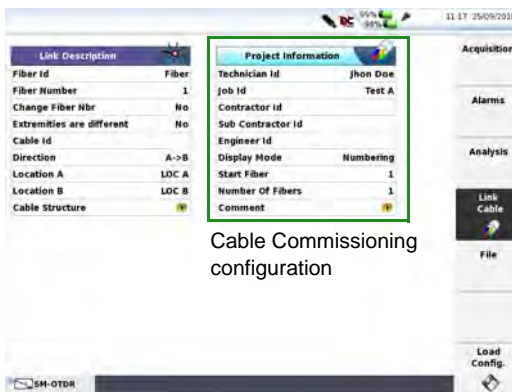 DC 99% 98% 11:17 25/09/201
Link Description
Fiber Id Fiber
Fiber Number 1
Change Fiber Nbr No
Extremities are different No
Cable Id
Direction A->B
Location A LOC A
Location B LOC B
Cable Structure
Project Information
Technician Id Jhon Doe
Job Id Test A
Contractor Id
Sub Contractor Id
Engineer Id
Display Mode Numbering
Start Fiber 1
Number Of Fibers 1
Comment
Cable Commissioning
configuration
Acquisition
Alarms
Analysis
Link
Cable
File
Load
Config.
SM-OTDR